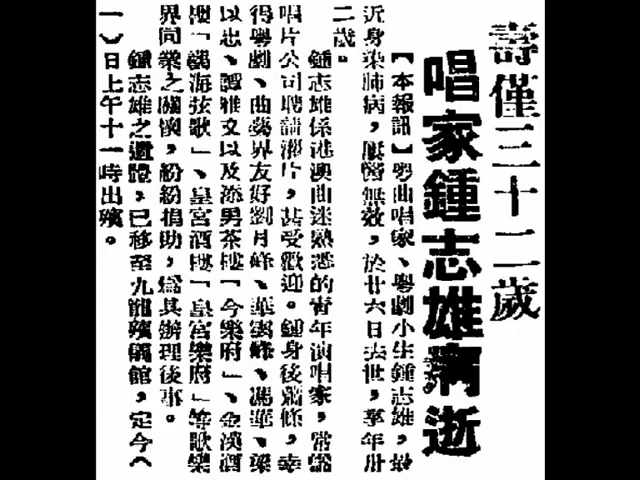 壽僅三十二歲
唱家鍾志雄病逝
【本報訊】粵曲唱家、粵劇小生鍾志雄，最
近身染肺病，屢醫無效，於廿六日去世，享年卅
二歲。
鍾志雄係港澳曲迷熟悉的青年演唱家，常當
唱片公司聘請灌片，甚受歡迎。鍾身後蕭條，幸
得粵劇、曲藝界友好劉月峰、華雲峰、馮華、梁
以忠、譚雅文以及添男茶樓「今樂府」、金漢酒
樓「觀海弦歌」、皇宮酒樓「皇宮樂府」等歌樂
界同業之關懷，紛紛捐助，為其辦理後事。
鍾志雄之遺體，已移至九龍殯儀館，定今（
一）日上午十一時出殯。